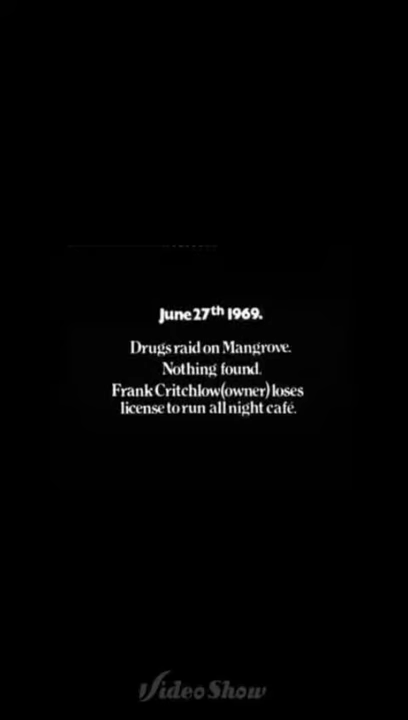 June 27th 1969.
Drugs raid on Mangrove.
Nothing found.
Frank Critchlow (owner) loses
license to run all night café.
VideoShow